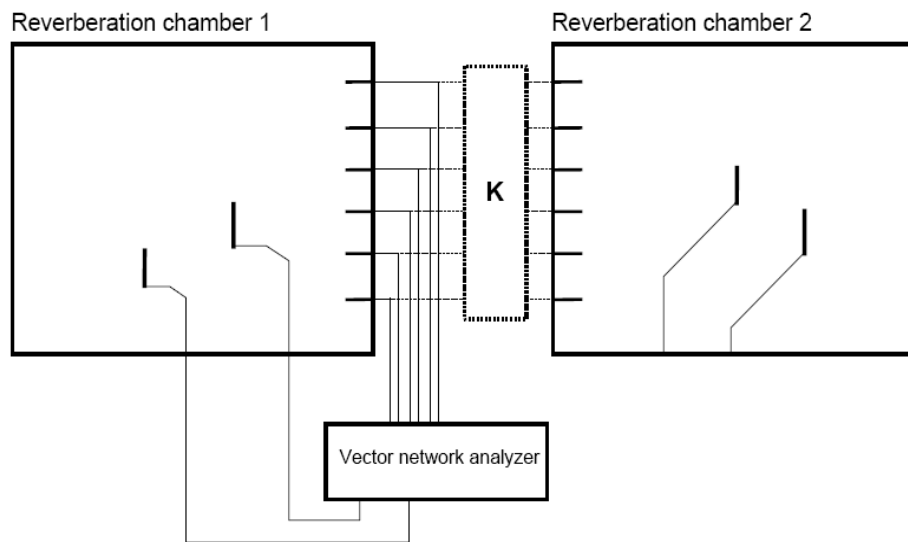 Reverberation chamber 1
Reverberation chamber 2
K
Vector network analyzer